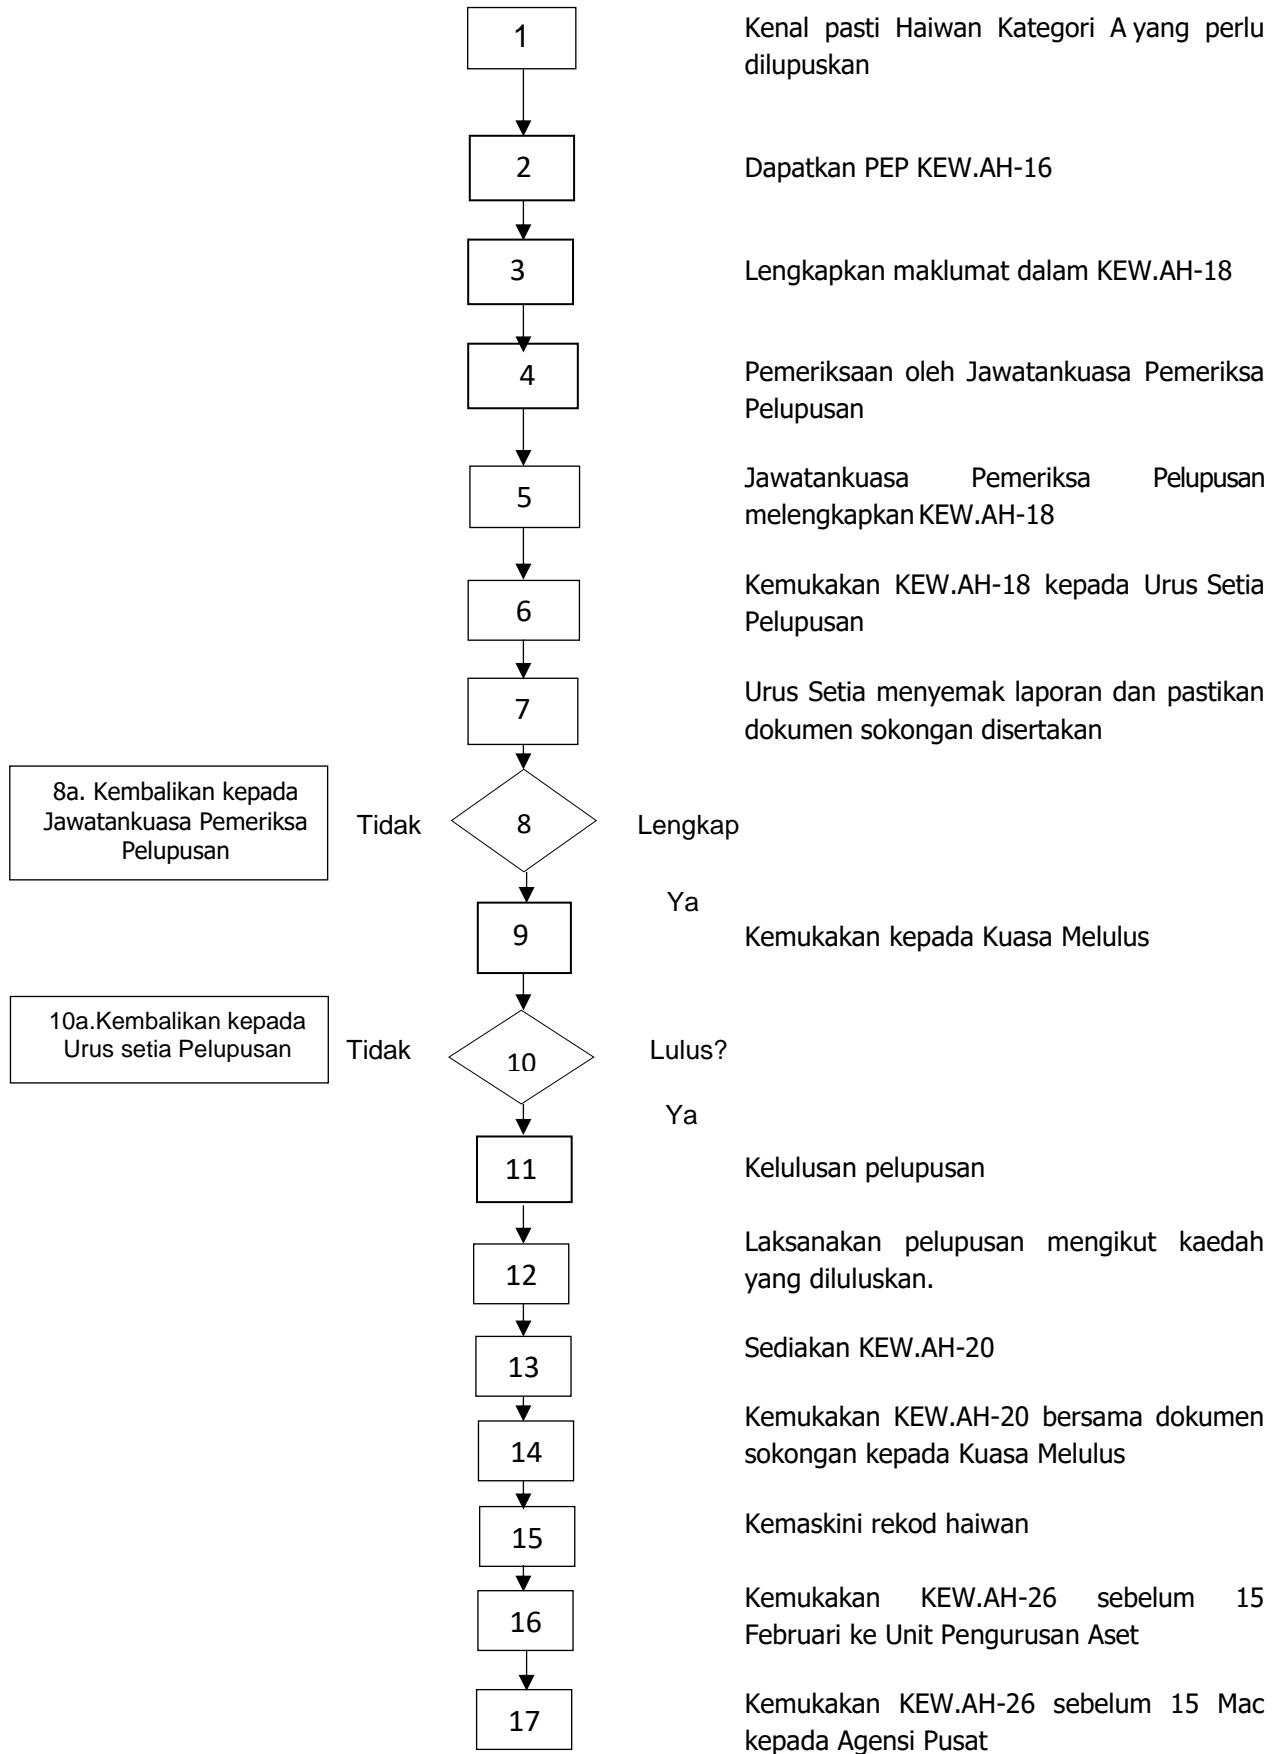 1
Kenal pasti Haiwan Kategori A yang perlu
dilupuskan
2
Dapatkan PEP KEW.AH-16
3
Lengkapkan maklumat dalam KEW.AH-18
4
Pemeriksaan oleh Jawatankuasa Pemeriksa
Pelupusan
5
Jawatankuasa Pemeriksa Pelupusan
melengkapkan KEW.AH-18
6
Kemukakan KEW.AH-18 kepada Urus Setia
Pelupusan
7
Urus Setia menyemak laporan dan pastikan
dokumen sokongan disertakan
8a. Kembalikan kepada
Jawatankuasa Pemeriksa
Pelupusan
Tidak
8
Lengkap
Ya
9
Kemukakan kepada Kuasa Melulus
10a.Kembalikan kepada
Urus setia Pelupusan
Tidak
10
Lulus?
Ya
11
Kelulusan pelupusan
12
Laksanakan pelupusan mengikut kaedah
yang diluluskan.
13
Sediakan KEW.AH-20
14
Kemukakan KEW.AH-20 bersama dokumen
sokongan kepada Kuasa Melulus
15
Kemaskini rekod haiwan
16
Kemukakan KEW.AH-26 sebelum 15
Februari ke Unit Pengurusan Aset
17
Kemukakan KEW.AH-26 sebelum 15 Mac
kepada Agensi Pusat